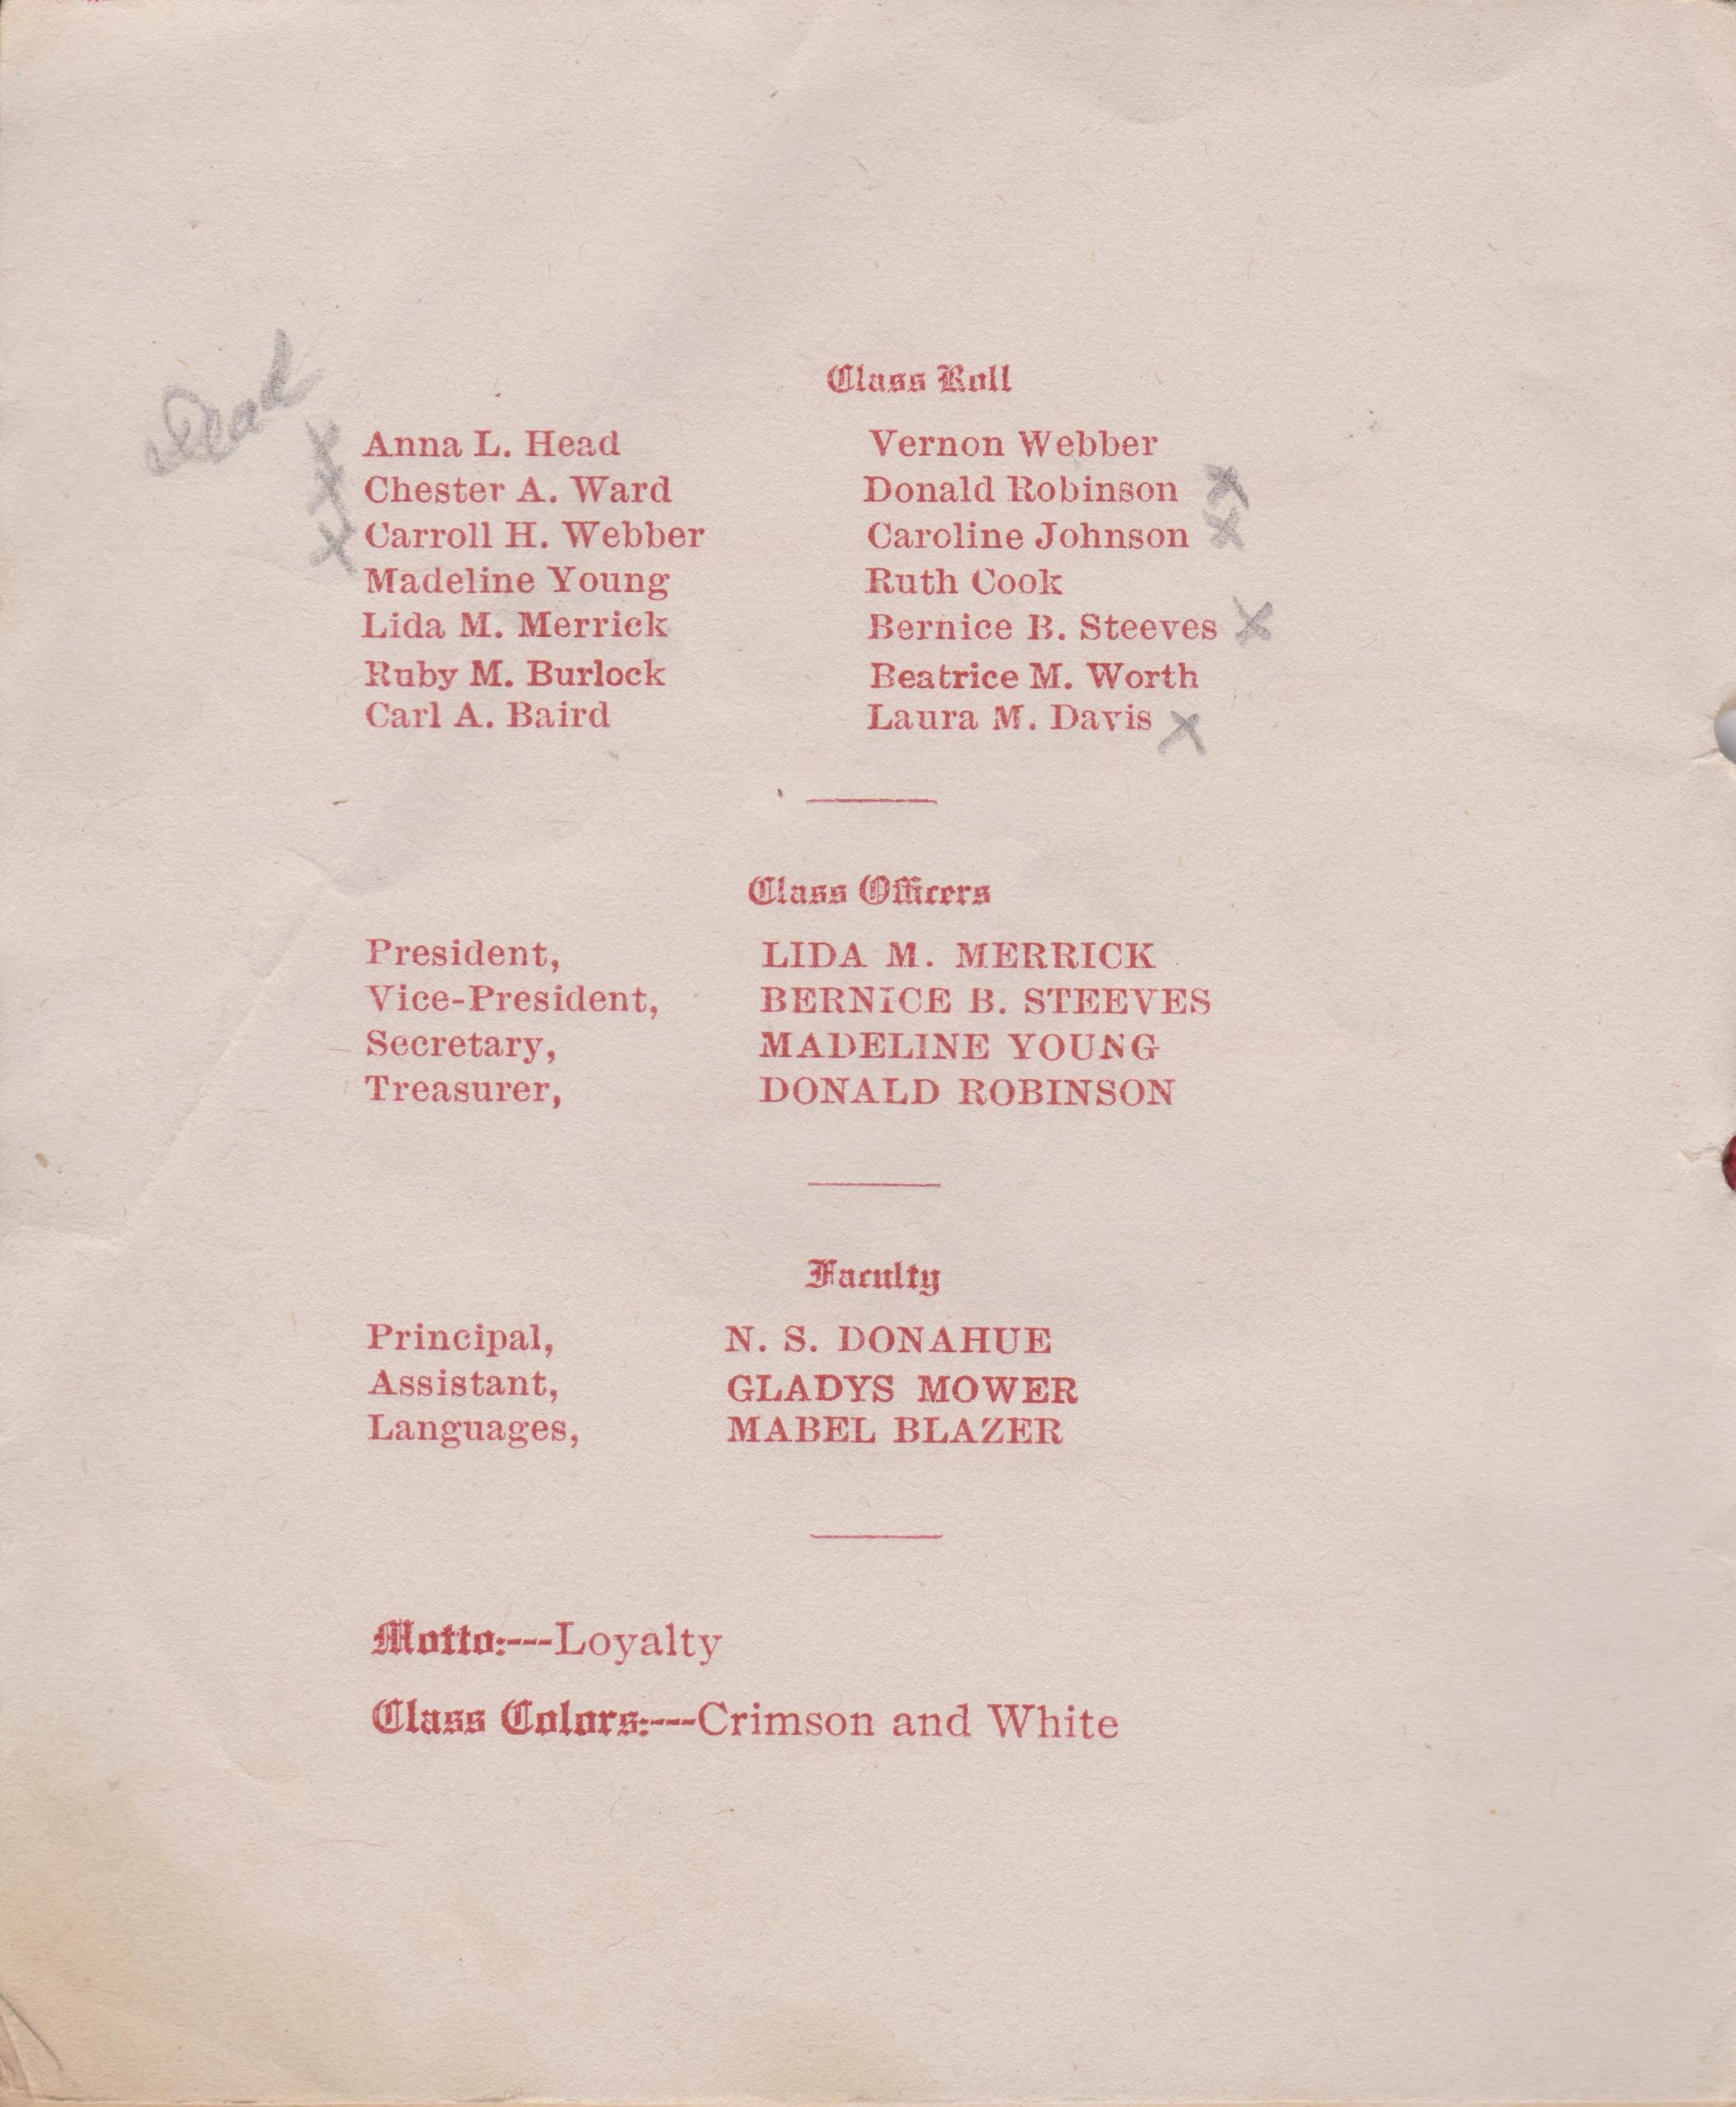 Dead
Class Roll
x Anna L. Head
x Chester A. Ward
x Carroll H. Webber
Madeline Young
Lida M. Merrick
Ruby M. Burlock
Carl A. Baird
Vernon Webber
Donald Robinson x
Caroline Johnson x
Ruth Cook
Bernice B. Steeves x
Beatrice M. Worth
Laura M. Davis x
Class Officers
President, LIDA M. MERRICK
Vice-President, BERNICE B. STEEVES
Secretary, MADELINE YOUNG
Treasurer, DONALD ROBINSON
Faculty
Principal, N. S. DONAHUE
Assistant, GLADYS MOWER
Languages, MABEL BLAZER
Motto:---Loyalty
Class Colors:---Crimson and White